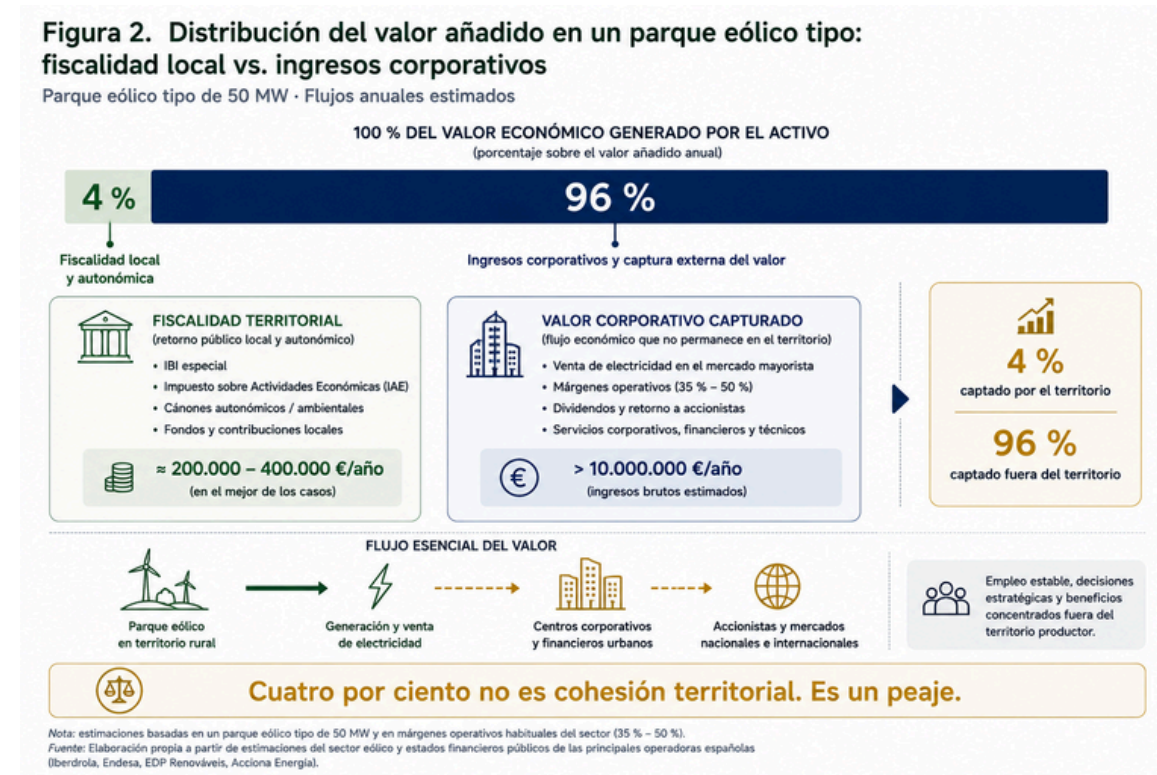 Figura 2. Distribución del valor añadido en un parque eólico tipo:
fiscalidad local vs. ingresos corporativos
Parque eólico tipo de 50 MW · Flujos anuales estimados
100 % DEL VALOR ECONÓMICO GENERADO POR EL ACTIVO
(porcentaje sobre el valor añadido anual)
4 %
96 %
Fiscalidad local
y autonómica
Ingresos corporativos y captura externa del valor
FISCALIDAD TERRITORIAL
(retorno público local y autonómico)
• IBI especial
• Impuesto sobre Actividades Económicas (IAE)
• Cánones autonómicos / ambientales
• Fondos y contribuciones locales
≈ 200.000 – 400.000 €/año
(en el mejor de los casos)
VALOR CORPORATIVO CAPTURADO
(flujo económico que no permanece en el territorio)
• Venta de electricidad en el mercado mayorista
• Márgenes operativos (35 % – 50 %)
• Dividendos y retorno a accionistas
• Servicios corporativos, financieros y técnicos
€
> 10.000.000 €/año
(ingresos brutos estimados)
4 %
captado por el territorio
96 %
captado fuera del territorio
FLUJO ESENCIAL DEL VALOR
Parque eólico
en territorio rural
Generación y venta
de electricidad
Centros corporativos
y financieros urbanos
Accionistas y mercados
nacionales e internacionales
Empleo estable, decisiones
estratégicas y beneficios
concentrados fuera del
territorio productor.
Cuatro por ciento no es cohesión territorial. Es un peaje.
Nota: estimaciones basadas en un parque eólico tipo de 50 MW y en márgenes operativos habituales del sector (35 % – 50 %).
Fuente: Elaboración propia a partir de estimaciones del sector eólico y estados financieros públicos de las principales operadoras españolas
(Iberdrola, Endesa, EDP Renováveis, Acciona Energía).